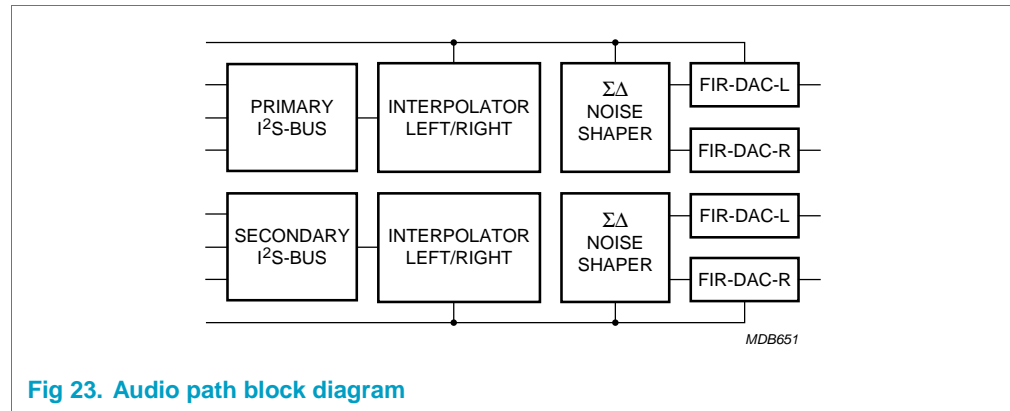 PRIMARY
I²S-BUS
INTERPOLATOR
LEFT/RIGHT
ΣΔ
NOISE
SHAPER
FIR-DAC-L
FIR-DAC-R
SECONDARY
I²S-BUS
INTERPOLATOR
LEFT/RIGHT
ΣΔ
NOISE
SHAPER
FIR-DAC-L
FIR-DAC-R
MDB651
Fig 23. Audio path block diagram